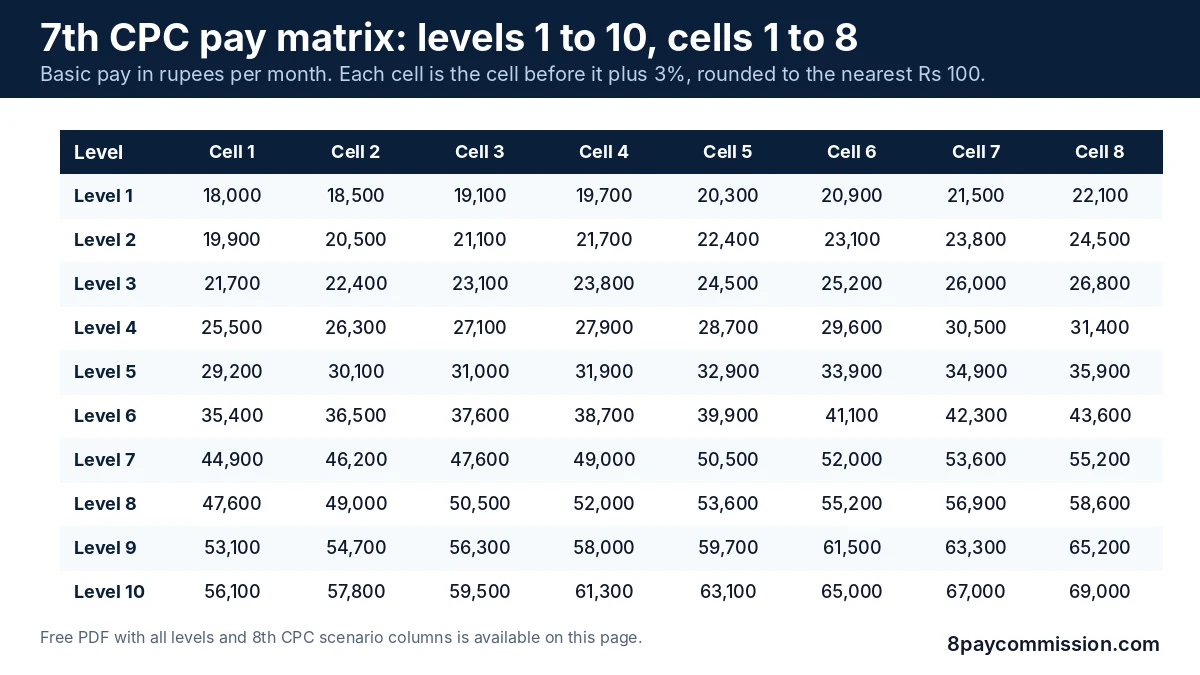 7th CPC pay matrix: levels 1 to 10, cells 1 to 8
Basic pay in rupees per month. Each cell is the cell before it plus 3%, rounded to the nearest Rs 100.
Level Cell 1 Cell 2 Cell 3 Cell 4 Cell 5 Cell 6 Cell 7 Cell 8
Level 1 18,000 18,500 19,100 19,700 20,300 20,900 21,500 22,100
Level 2 19,900 20,500 21,100 21,700 22,400 23,100 23,800 24,500
Level 3 21,700 22,400 23,100 23,800 24,500 25,200 26,000 26,800
Level 4 25,500 26,300 27,100 27,900 28,700 29,600 30,500 31,400
Level 5 29,200 30,100 31,000 31,900 32,900 33,900 34,900 35,900
Level 6 35,400 36,500 37,600 38,700 39,900 41,100 42,300 43,600
Level 7 44,900 46,200 47,600 49,000 50,500 52,000 53,600 55,200
Level 8 47,600 49,000 50,500 52,000 53,600 55,200 56,900 58,600
Level 9 53,100 54,700 56,300 58,000 59,700 61,500 63,300 65,200
Level 10 56,100 57,800 59,500 61,300 63,100 65,000 67,000 69,000
Free PDF with all levels and 8th CPC scenario columns is available on this page.
8paycommission.com